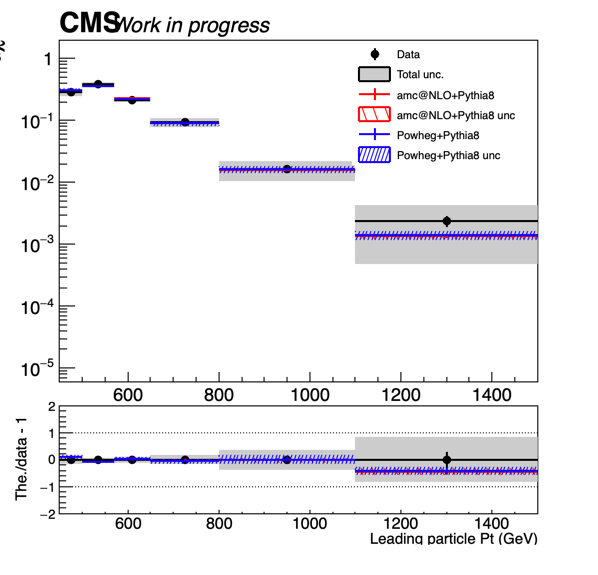 CMS Work in progress
1
10−1
10−2
10−3
10−4
10−5
Data
Total unc.
amc@NLO+Pythia8
amc@NLO+Pythia8 unc
Powheg+Pythia8
Powheg+Pythia8 unc
600 800 1000 1200 1400
The./data - 1
2
1
0
−1
−2
600 800 1000 1200 1400
Leading particle Pt (GeV)